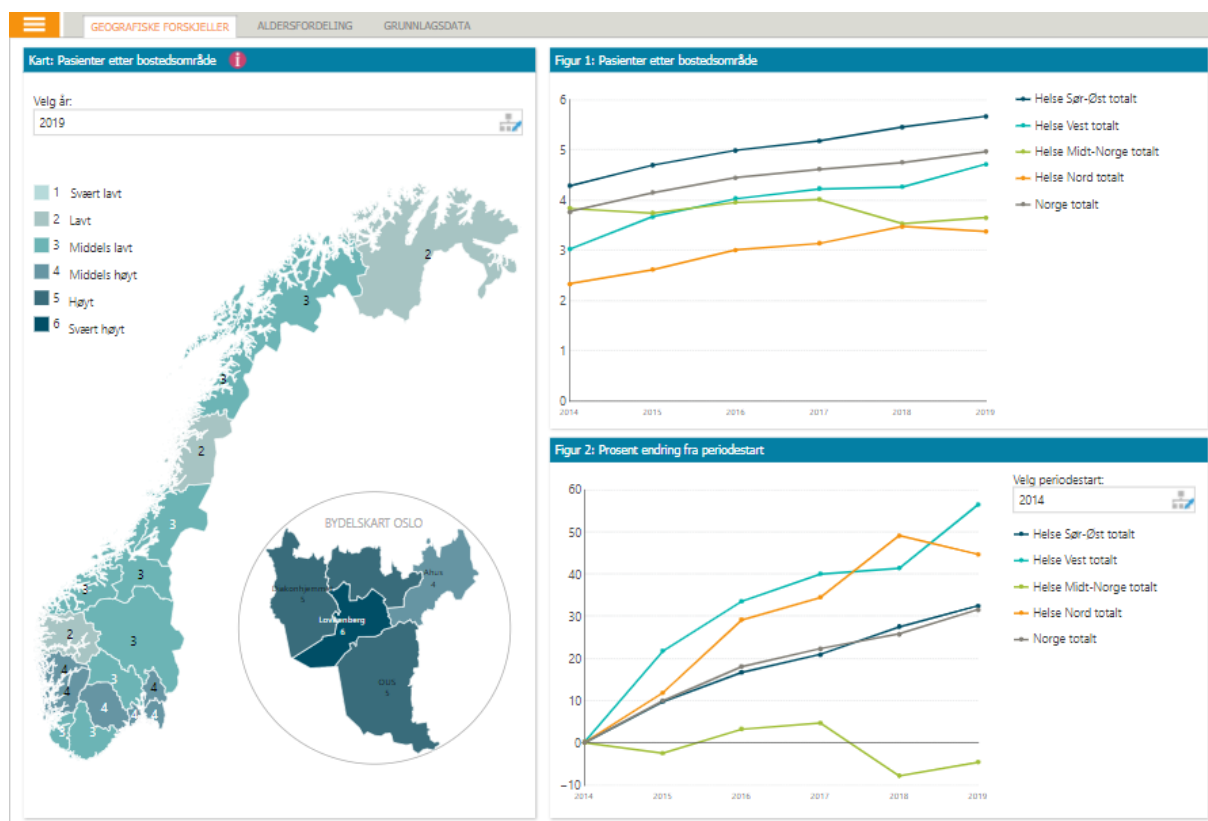 GEOGRAFISKE FORSKJELLER ALDERSFORDELING GRUNNLAGSDATA
Kart: Pasienter etter bostedsområde i
Velg år:
2019
1 Svært lavt
2 Lavt
3 Middels lavt
4 Middels høyt
5 Høyt
6 Svært høyt
2
3
3
2
3
3
3
2
3
4
4
3
4
4
4
4
3
3
BYDELSKART OSLO
Ahus
4
5
Lovisenberg
6
OUS
5
Figur 1: Pasienter etter bostedsområde
6
5
4
3
2
1
0
2014 2015 2016 2017 2018 2019
Helse Sør-Øst totalt
Helse Vest totalt
Helse Midt-Norge totalt
Helse Nord totalt
Norge totalt
Figur 2: Prosent endring fra periodestart
60
50
40
30
20
10
0
−10
2014 2015 2016 2017 2018 2019
Velg periodestart:
2014
Helse Sør-Øst totalt
Helse Vest totalt
Helse Midt-Norge totalt
Helse Nord totalt
Norge totalt